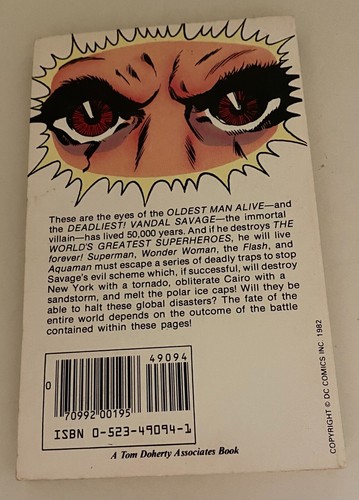 These are the eyes of the OLDEST MAN ALIVE—and
the DEADLIEST! VANDAL SAVAGE—the immortal
villain—has lived 50,000 years. And if he destroys THE
WORLD'S GREATEST SUPERHEROES, he will live
forever! Superman, Wonder Woman, the Flash, and
Aquaman must escape a series of deadly traps to stop
Savage's evil scheme which, if successful, will destroy
New York with a tornado, obliterate Cairo with a
sandstorm, and melt the polar ice caps! Will they be
able to halt these global disasters? The fate of the
entire world depends on the outcome of the battle
contained within these pages!
49094
0
70992 00195
ISBN 0-523-49094-1
A Tom Doherty Associates Book
COPYRIGHT © DC COMICS INC. 1982